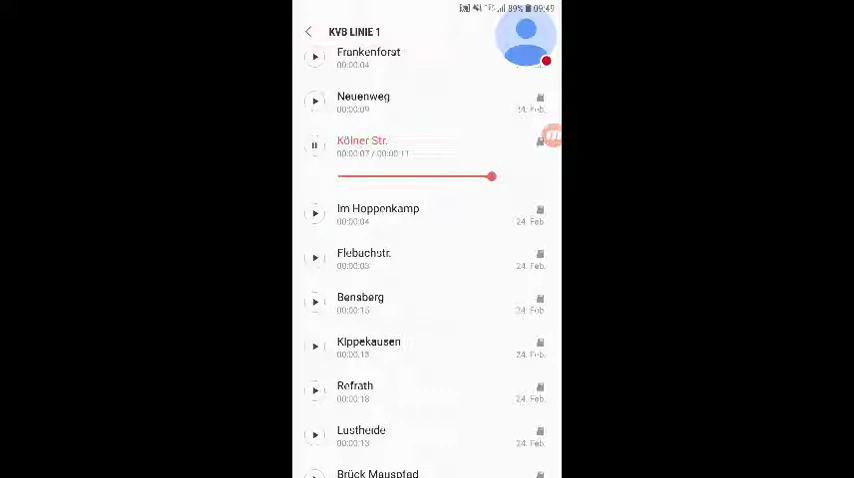 89% 09:49
KVB LINIE 1
Frankenforst
00:00:04
Neuenweg
00:00:09
24. Feb.
Kölner Str.
00:00:07 / 00:00:11
Im Hoppenkamp
00:00:04
24. Feb.
Flebachstr.
00:00:03
24. Feb.
Bensberg
00:00:15
24. Feb.
Kippekausen
00:00:13
24. Feb.
Refrath
00:00:18
24. Feb.
Lustheide
00:00:13
24. Feb.
Brück Mauspfad